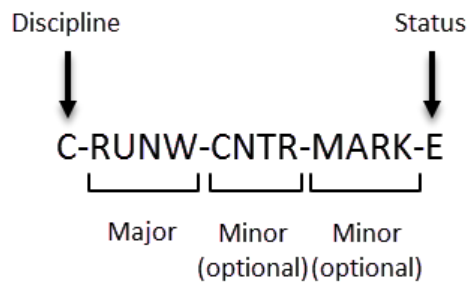 Discipline Status
C-RUNW-CNTR-MARK-E
Major Minor Minor
(optional) (optional)